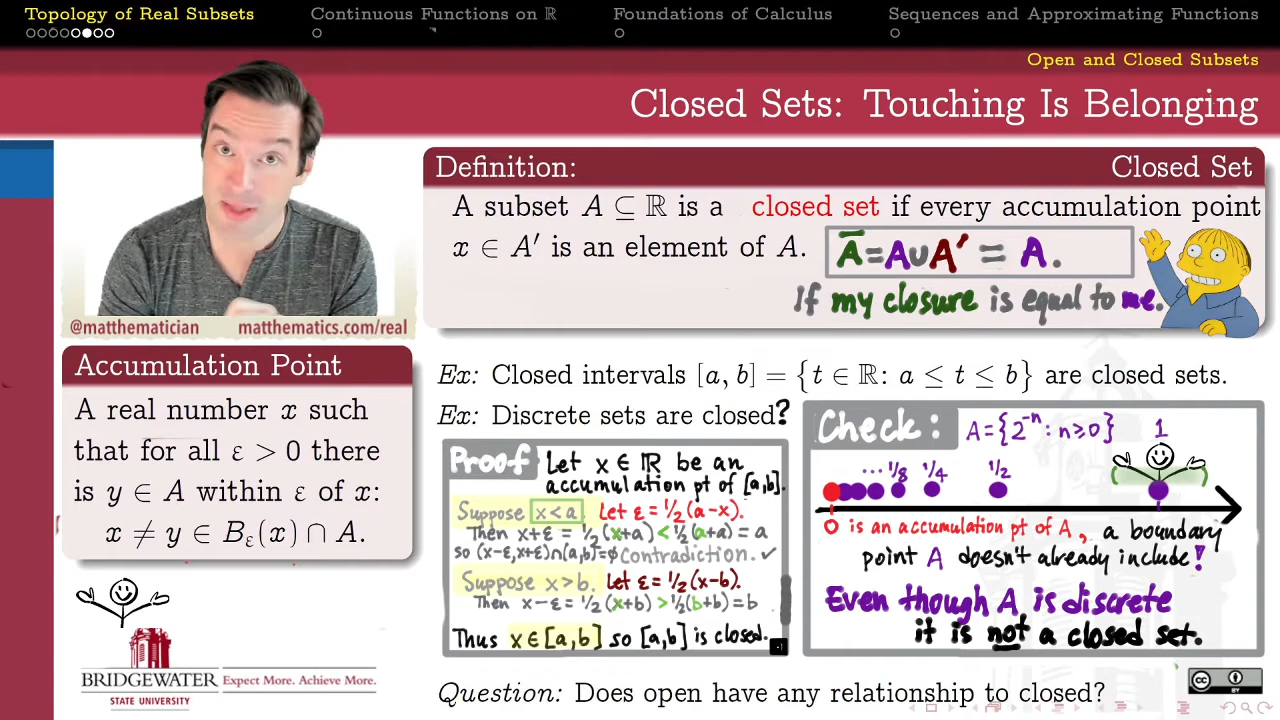 Topology of Real Subsets
Continuous Functions on ℝ
Foundations of Calculus
Sequences and Approximating Functions
Open and Closed Subsets
Closed Sets: Touching Is Belonging
Definition:
Closed Set
A subset A ⊆ ℝ is a closed set if every accumulation point
x ∈ A′ is an element of A.
A̅=A∪A′ = A.
If my closure is equal to me.
@matthematician
matthematics.com/real
Accumulation Point
A real number x such
that for all ε > 0 there
is y ∈ A within ε of x:
x ≠ y ∈ Bε(x) ∩ A.
BRIDGEWATER
STATE UNIVERSITY
Expect More. Achieve More.
Ex: Closed intervals [a, b] = {t ∈ ℝ: a ≤ t ≤ b} are closed sets.
Ex: Discrete sets are closed?
Proof
Let x ∈ ℝ be an
accumulation pt of [a,b].
Suppose x<a. Let ε = 1/2 (a-x).
Then x+ε = 1/2 (x+a) < 1/2 (a+a) = a
so (x-ε,x+ε)∩[a,b]=∅ contradiction. ✓
Suppose x>b. Let ε = 1/2 (x-b).
Then x-ε = 1/2 (x+b) > 1/2 (b+b) = b
Thus x ∈ [a,b] so [a,b] is closed.
Check:
A={2⁻ⁿ: n≥0}
1
... 1/8 1/4 1/2
0 is an accumulation pt of A, a boundary
point A doesn't already include!
Even though A is discrete
it is not a closed set.
Question: Does open have any relationship to closed?
CC
BY